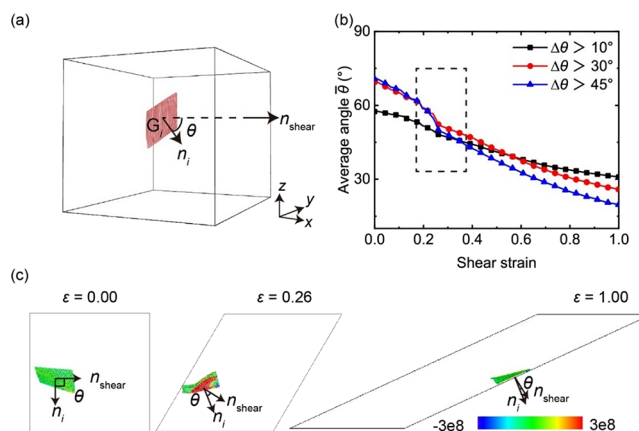 (a)
G_i
θ
n_shear
n_i
z
y
x
(b)
90
60
30
Average angle θ̅ (°)
Δθ > 10°
Δθ > 30°
Δθ > 45°
0.0 0.2 0.4 0.6 0.8 1.0
Shear strain
(c)
ε = 0.00 ε = 0.26 ε = 1.00
n_shear
θ
n_i
θ
n_shear
n_i
θ
n_shear
n_i
-3e8 3e8